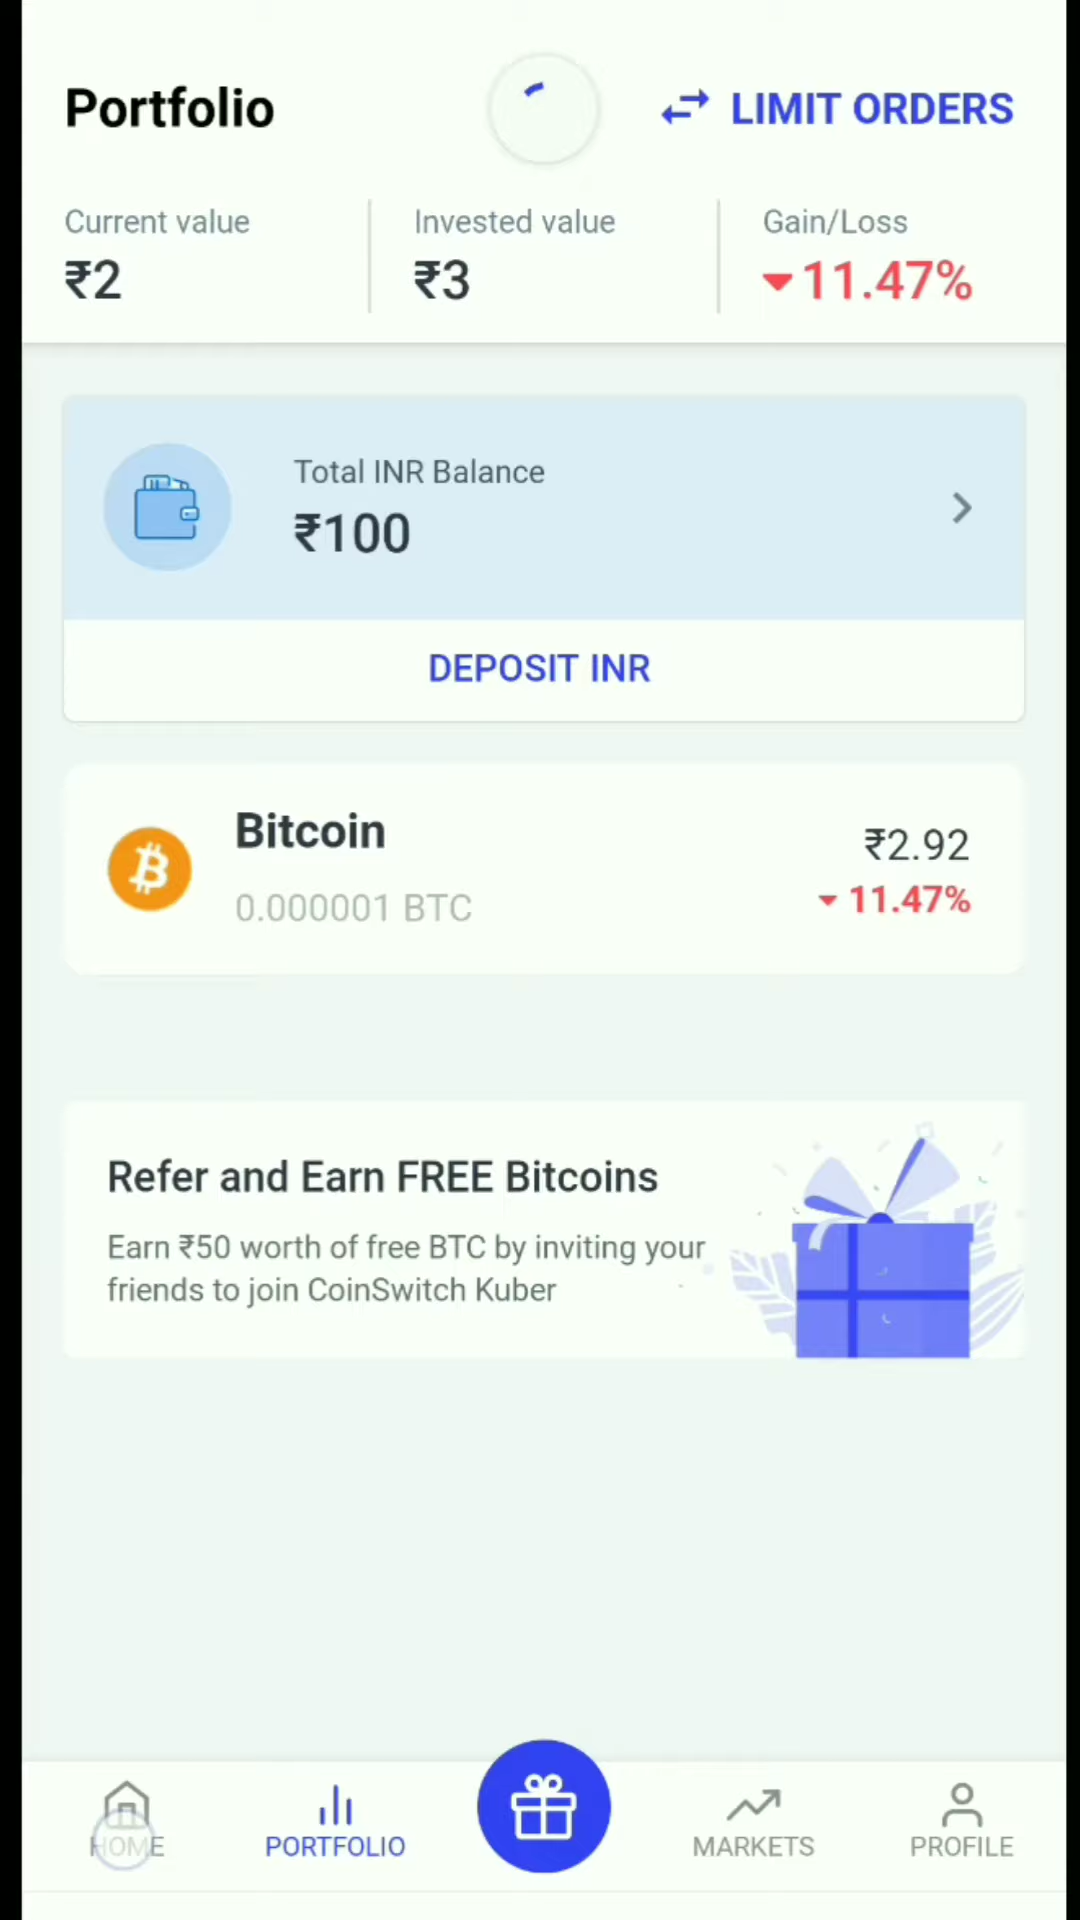 Portfolio
LIMIT ORDERS
Current value
Invested value
Gain/Loss
₹2
₹3
11.47%
Total INR Balance
₹100
DEPOSIT INR
Bitcoin
₹2.92
0.000001 BTC
11.47%
Refer and Earn FREE Bitcoins
Earn ₹50 worth of free BTC by inviting your
friends to join CoinSwitch Kuber
HOME
PORTFOLIO
MARKETS
PROFILE